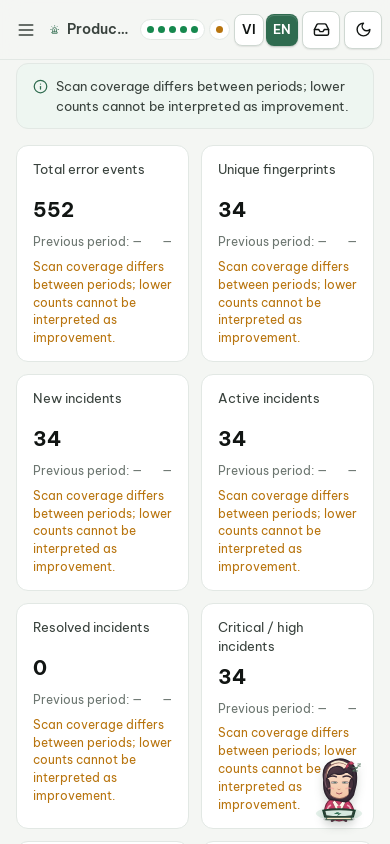 Produc...
VI
EN
Scan coverage differs between periods; lower
counts cannot be interpreted as improvement.
Total error events
552
Previous period: — —
Scan coverage differs
between periods; lower
counts cannot be
interpreted as
improvement.
Unique fingerprints
34
Previous period: — —
Scan coverage differs
between periods; lower
counts cannot be
interpreted as
improvement.
New incidents
34
Previous period: — —
Scan coverage differs
between periods; lower
counts cannot be
interpreted as
improvement.
Active incidents
34
Previous period: — —
Scan coverage differs
between periods; lower
counts cannot be
interpreted as
improvement.
Resolved incidents
0
Previous period: — —
Scan coverage differs
between periods; lower
counts cannot be
interpreted as
improvement.
Critical / high
incidents
34
Previous period: — —
Scan coverage differs
between periods; lower
counts cannot be
interpreted as
improvement.